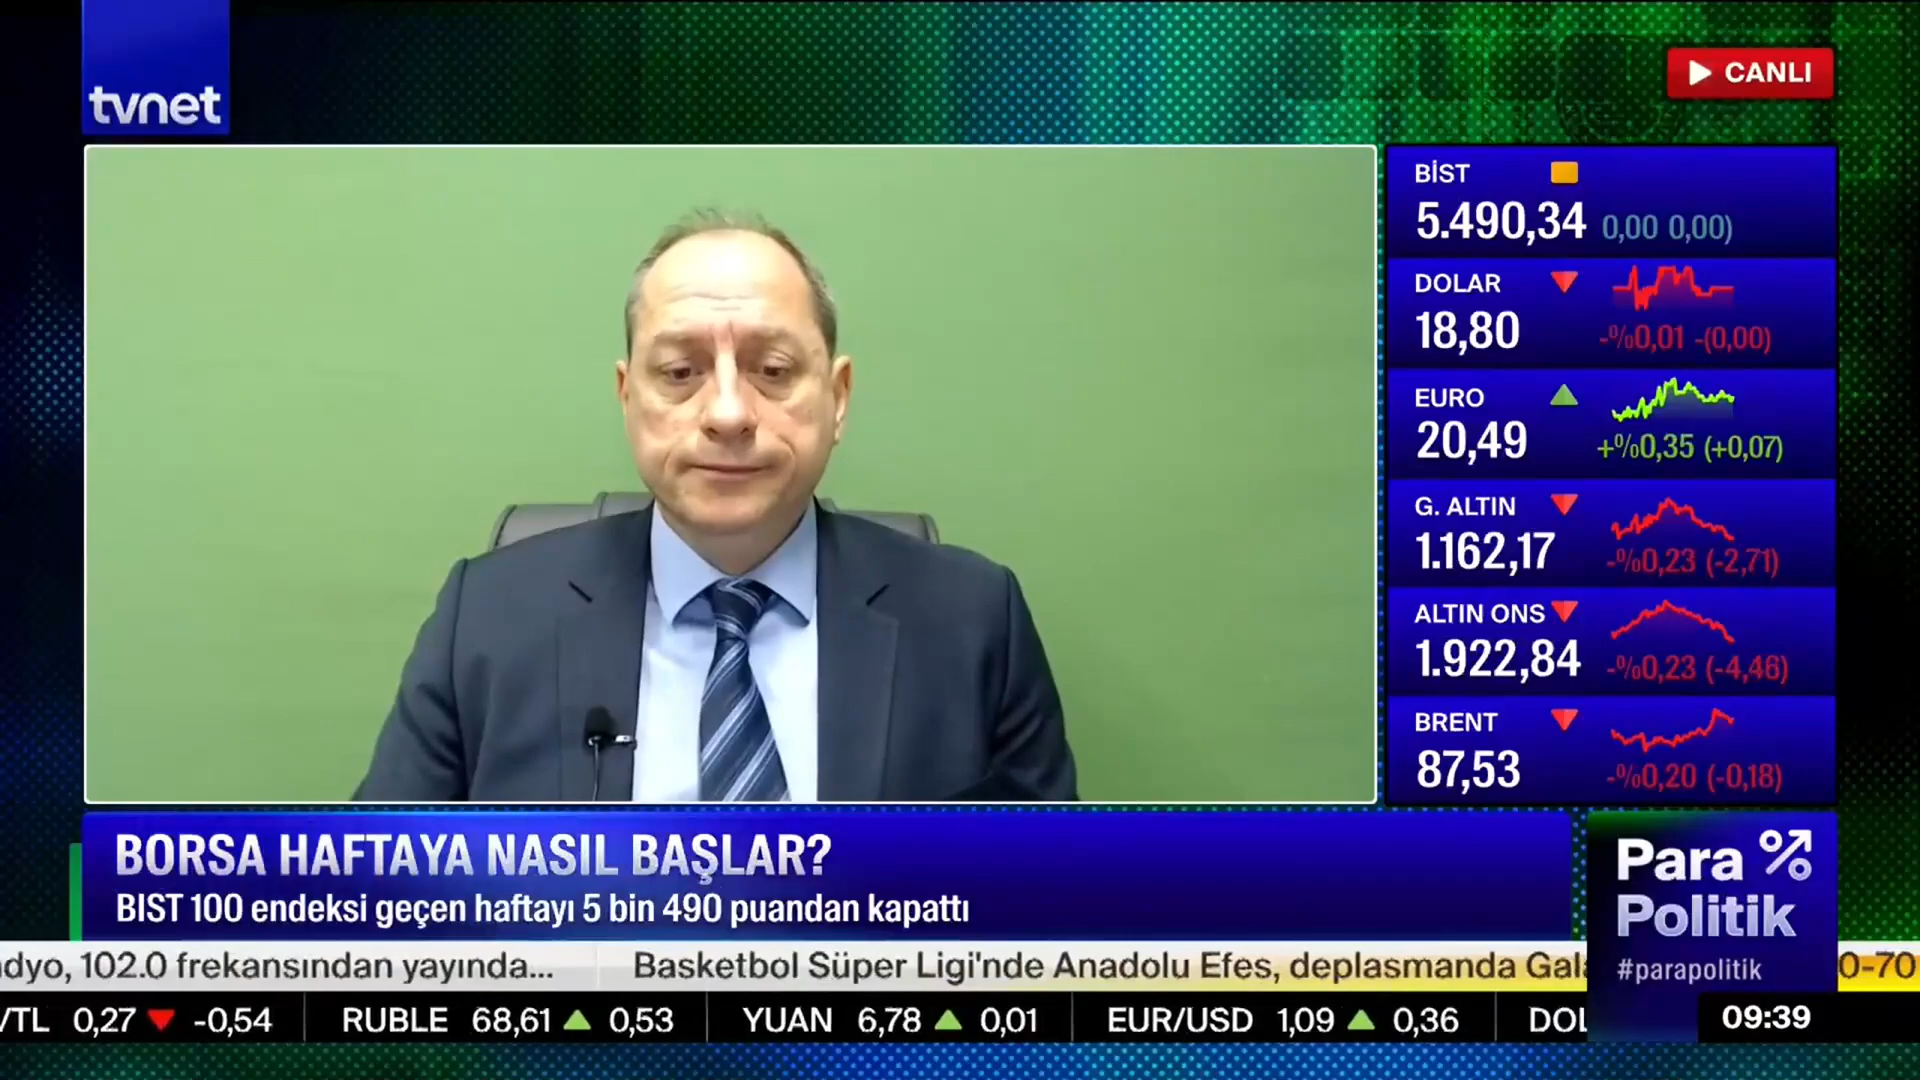 tvnet
CANLI
BİST
5.490,34 0,00 0,00)
DOLAR
18,80 -%0,01 -(0,00)
EURO
20,49 +%0,35 (+0,07)
G. ALTIN
1.162,17 -%0,23 (-2,71)
ALTIN ONS
1.922,84 -%0,23 (-4,46)
BRENT
87,53 -%0,20 (-0,18)
BORSA HAFTAYA NASIL BAŞLAR?
BIST 100 endeksi geçen haftayı 5 bin 490 puandan kapattı
Para %
Politik
#parapolitik
102.0 frekansından yayında... Basketbol Süper Ligi'nde Anadolu Efes, deplasmanda 0-70
0,27 -0,54 RUBLE 68,61 0,53 YUAN 6,78 0,01 EUR/USD 1,09 0,36
09:39